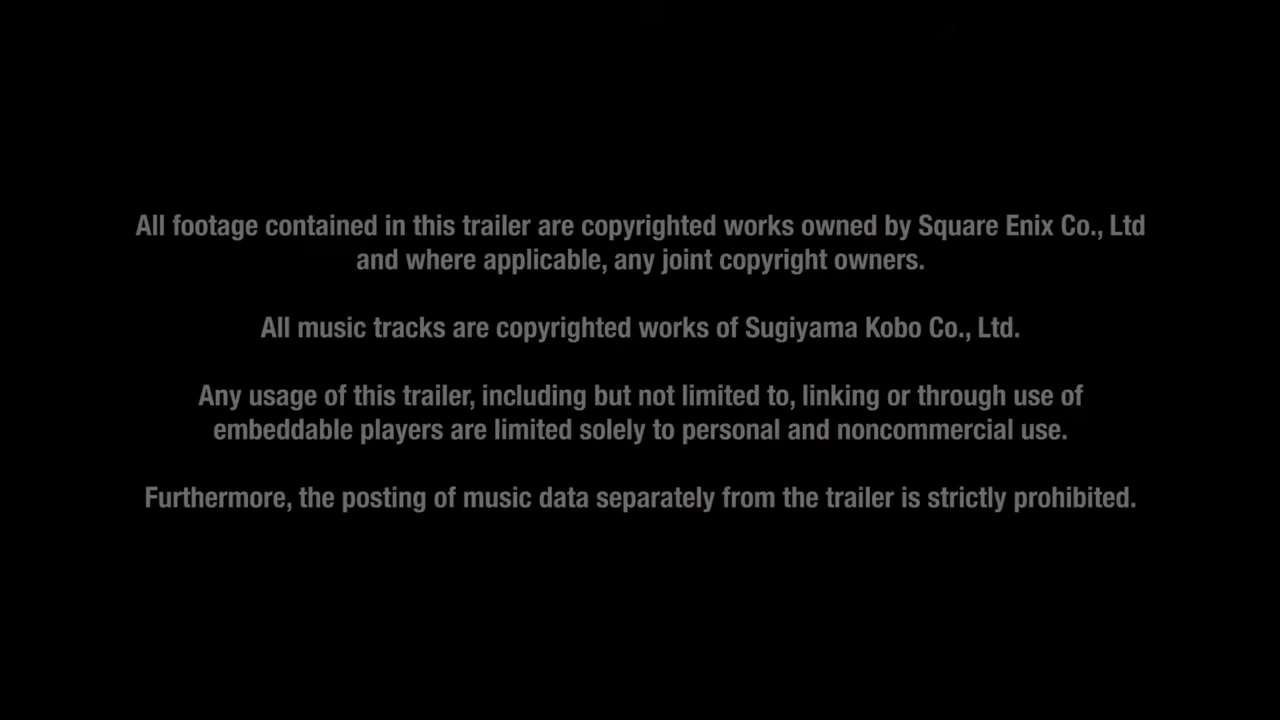 All footage contained in this trailer are copyrighted works owned by Square Enix Co., Ltd
and where applicable, any joint copyright owners.
All music tracks are copyrighted works of Sugiyama Kobo Co., Ltd.
Any usage of this trailer, including but not limited to, linking or through use of
embeddable players are limited solely to personal and noncommercial use.
Furthermore, the posting of music data separately from the trailer is strictly prohibited.